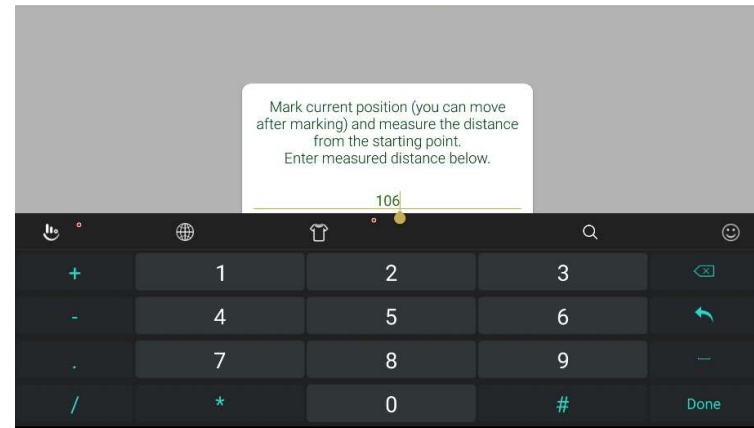 Mark current position (you can move
after marking) and measure the distance
from the starting point.
Enter measured distance below.
106
+ 1 2 3
- 4 5 6
. 7 8 9
/ * 0 # Done